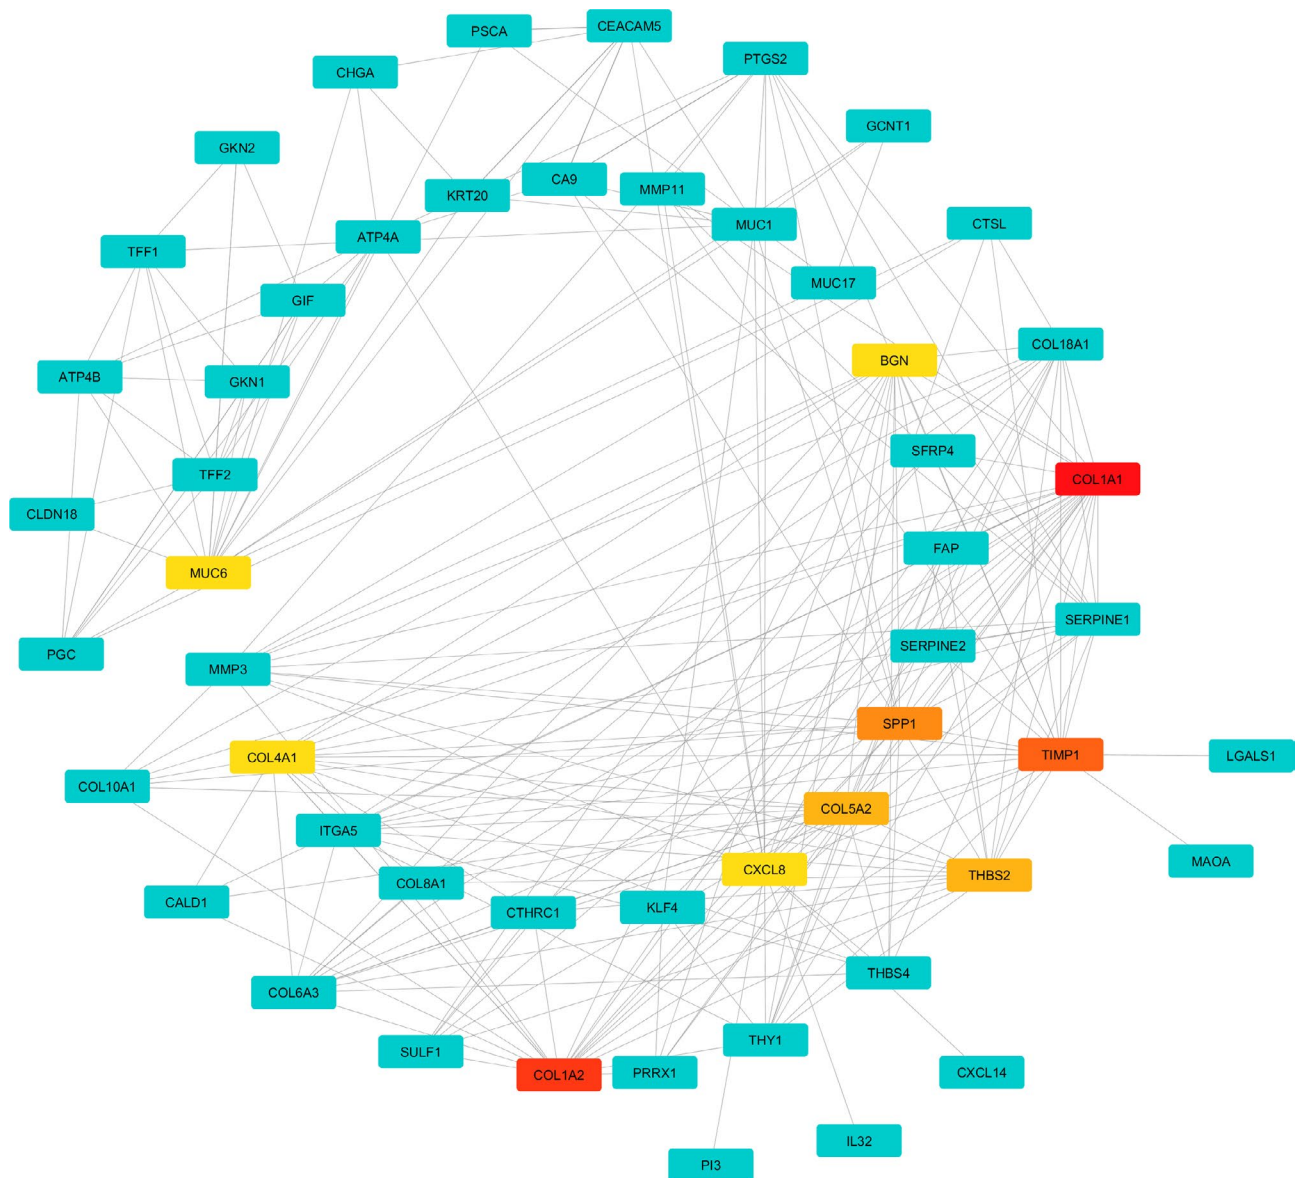 PSCA
CEACAM5
PTGS2
CHGA
GCNT1
GKN2
CA9
MMP11
KRT20
MUC1
CTSL
ATP4A
TFF1
MUC17
GIF
COL18A1
BGN
ATP4B
GKN1
SFRP4
TFF2
COL1A1
CLDN18
FAP
MUC6
SERPINE1
SERPINE2
PGC
MMP3
SPP1
TIMP1
LGALS1
COL4A1
COL10A1
COL5A2
ITGA5
MAOA
CXCL8
THBS2
COL8A1
CALD1
CTHRC1
KLF4
THBS4
COL6A3
THY1
SULF1
COL1A2
PRRX1
CXCL14
IL32
PI3